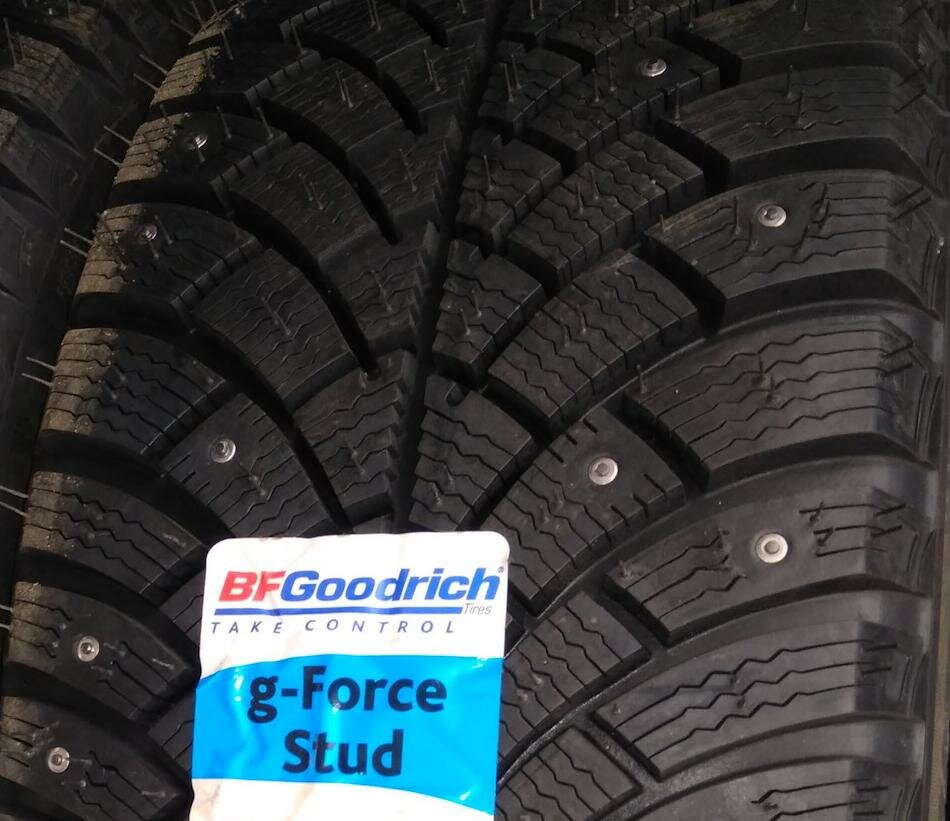 BFGoodrich®
Tires
TAKE CONTROL
g-Force
Stud